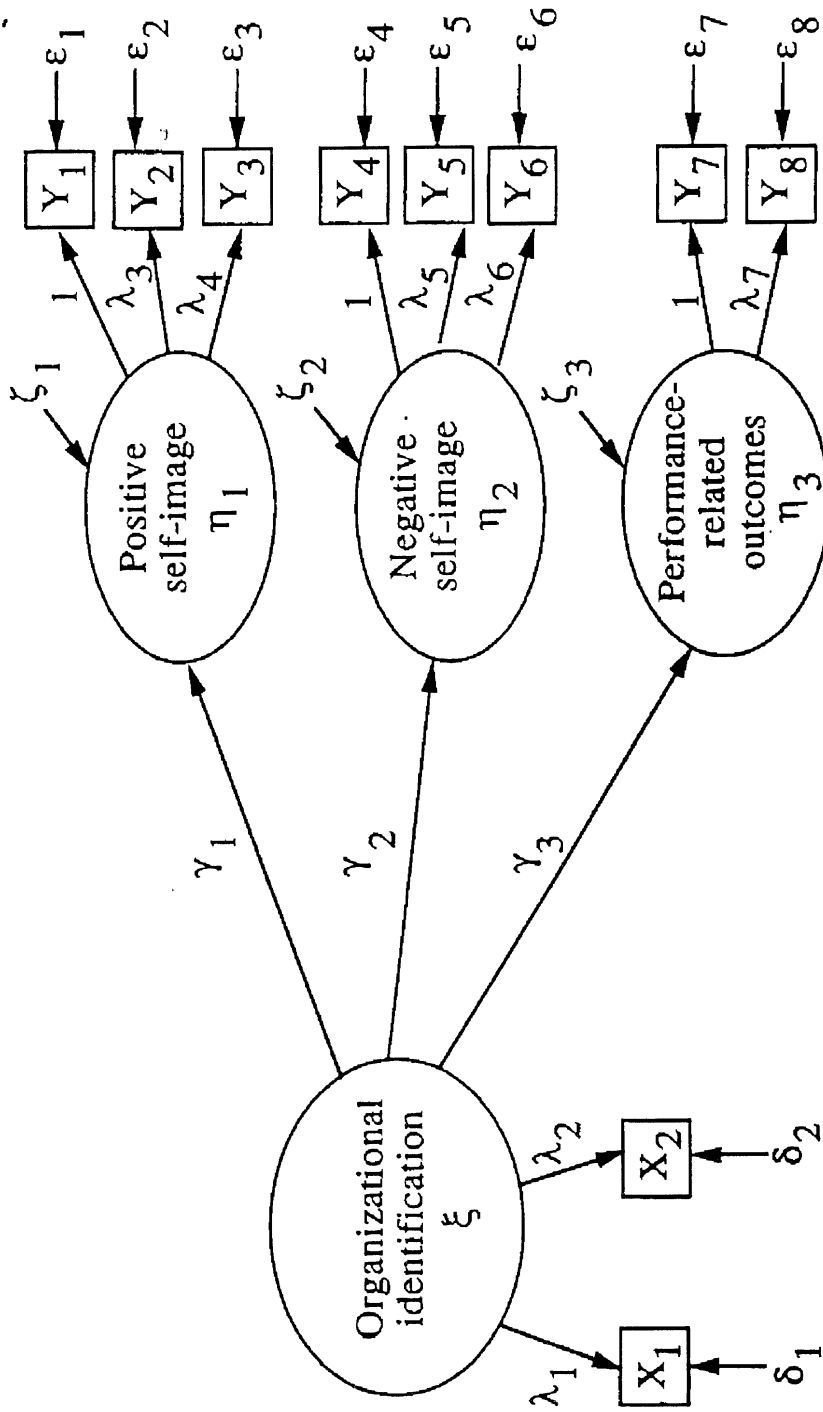 Organizational
identification
ξ
λ1
λ2
X1
X2
δ1
δ2
γ1
γ2
γ3
ζ1
Positive
self-image
η1
1
λ3
λ4
Y1
Y2
Y3
ε1
ε2
ε3
ζ2
Negative
self-image
η2
1
λ5
λ6
Y4
Y5
Y6
ε4
ε5
ε6
ζ3
Performance-
related
outcomes
η3
1
λ7
Y7
Y8
ε7
ε8